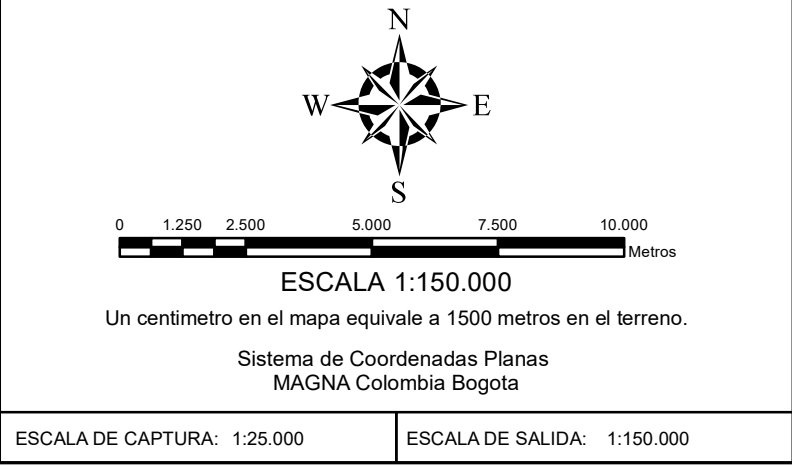 N
W E
S
0 1.250 2.500 5.000 7.500 10.000
Metros
ESCALA 1:150.000
Un centimetro en el mapa equivale a 1500 metros en el terreno.
Sistema de Coordenadas Planas
MAGNA Colombia Bogota
ESCALA DE CAPTURA: 1:25.000 ESCALA DE SALIDA: 1:150.000